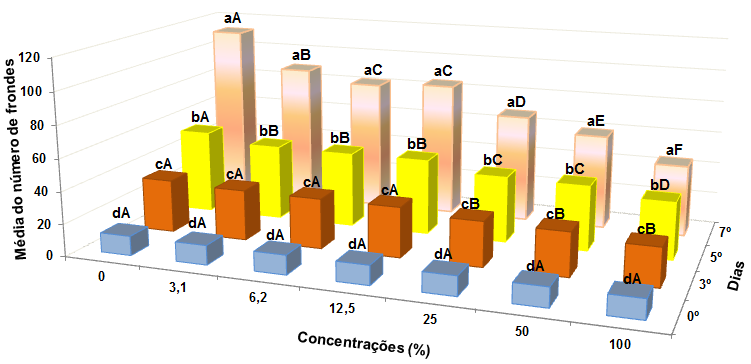 Média do número de frondes
120
100
80
60
40
20
0
aA
aB
aC
aC
aD
aE
aF
bA
bB
bB
bB
bC
bC
bD
cA
cA
cA
cA
cB
cB
cB
dA
dA
dA
dA
dA
dA
dA
0
3,1
6,2
12,5
25
50
100
Concentrações (%)
7º
5º
3º
0º
Dias